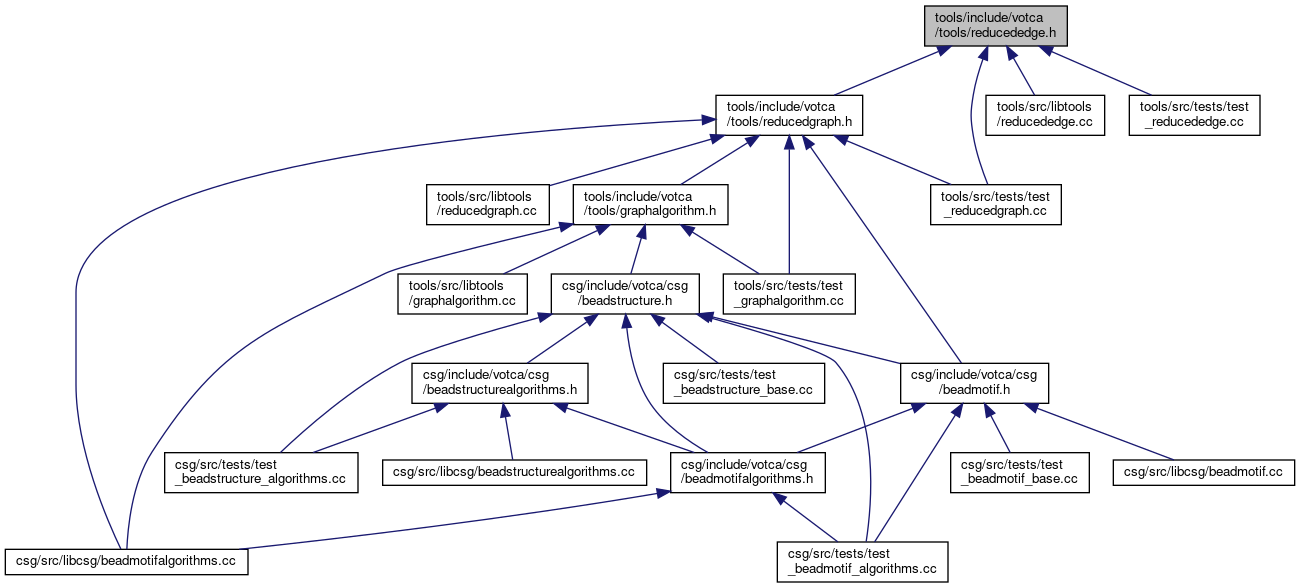 tools/include/votca
/tools/reducededge.h
tools/include/votca
/tools/reducedgraph.h
tools/src/libtools
/reducededge.cc
tools/src/tests/test
_reducededge.cc
tools/src/libtools
/reducedgraph.cc
tools/include/votca
/tools/graphalgorithm.h
tools/src/tests/test
_reducedgraph.cc
tools/src/libtools
/graphalgorithm.cc
csg/include/votca/csg
/beadstructure.h
tools/src/tests/test
_graphalgorithm.cc
csg/include/votca/csg
/beadstructurealgorithms.h
csg/src/tests/test
_beadstructure_base.cc
csg/include/votca/csg
/beadmotif.h
csg/src/tests/test
_beadstructure_algorithms.cc
csg/src/libcsg/beadstructurealgorithms.cc
csg/include/votca/csg
/beadmotifalgorithms.h
csg/src/tests/test
_beadmotif_base.cc
csg/src/libcsg/beadmotif.cc
csg/src/libcsg/beadmotifalgorithms.cc
csg/src/tests/test
_beadmotif_algorithms.cc